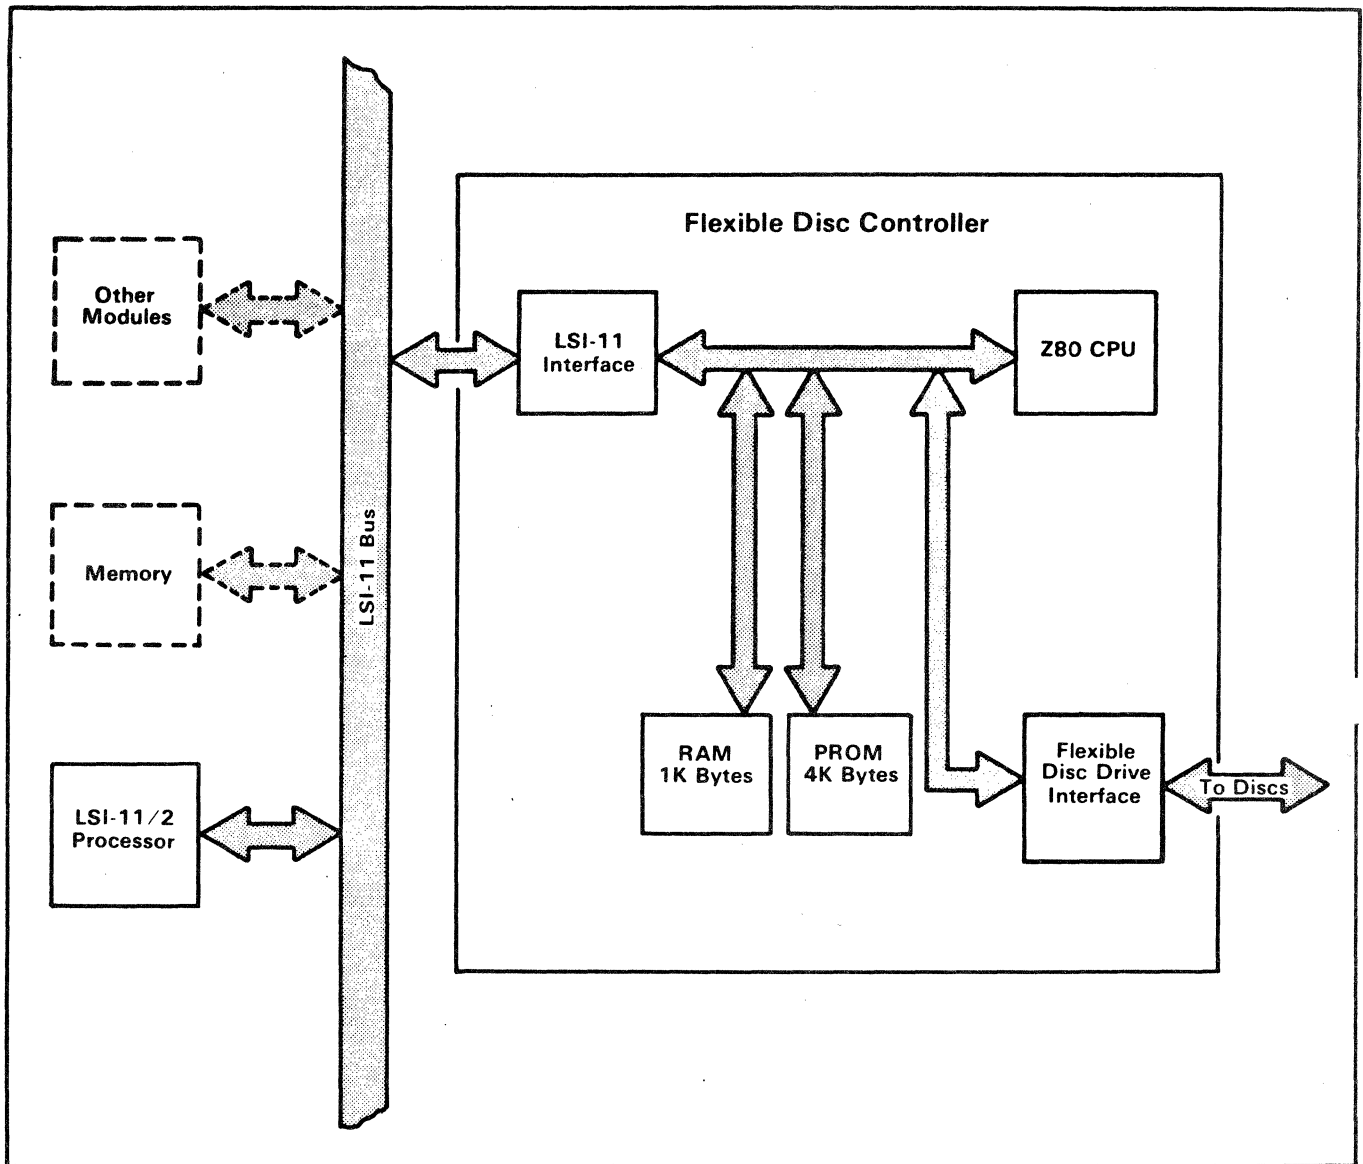 Flexible Disc Controller
Other
Modules
LSI-11
Interface
Z80 CPU
Memory
LSI-11 Bus
RAM
1K Bytes
PROM
4K Bytes
Flexible
Disc Drive
Interface
To Discs
LSI-11/2
Processor